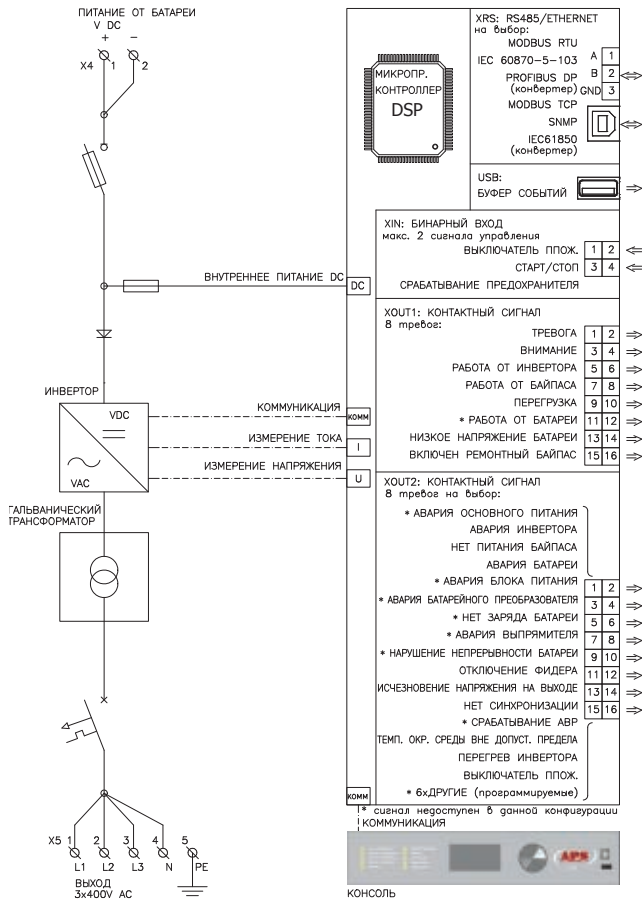 ПИТАНИЕ ОТ БАТАРЕИ
V DC
+ -
X4 1 2
ВНУТРЕННЕЕ ПИТАНИЕ DC
DC
ИНВЕРТОР
VDC
VAC
КОММУНИКАЦИЯ
КОММ
ИЗМЕРЕНИЕ ТОКА
I
ИЗМЕРЕНИЕ НАПРЯЖЕНИЯ
U
ГАЛЬВАНИЧЕСКИЙ
ТРАНСФОРМАТОР
X5 1 2 3 4 5
L1 L2 L3 N PE
ВЫХОД
3x400V AC
МИКРОПР.
КОНТРОЛЛЕР
DSP
XRS: RS485/ETHERNET
на выбор:
MODBUS RTU
IEC 60870-5-103
PROFIBUS DP
(конвертер)
MODBUS TCP
SNMP
IEC61850
(конвертер)
A 1
B 2
GND 3
USB:
БУФЕР СОБЫТИЙ
XIN: БИНАРНЫЙ ВХОД
макс. 2 сигнала управления
ВЫКЛЮЧАТЕЛЬ ППОЖ. 1 2
СТАРТ/СТОП 3 4
СРАБАТЫВАНИЕ ПРЕДОХРАНИТЕЛЯ
XOUT1: КОНТАКТНЫЙ СИГНАЛ
8 тревог:
ТРЕВОГА 1 2
ВНИМАНИЕ 3 4
РАБОТА ОТ ИНВЕРТОРА 5 6
РАБОТА ОТ БАЙПАСА 7 8
ПЕРЕГРУЗКА 9 10
* РАБОТА ОТ БАТАРЕИ 11 12
НИЗКОЕ НАПРЯЖЕНИЕ БАТАРЕИ 13 14
ВКЛЮЧЕН РЕМОНТНЫЙ БАЙПАС 15 16
XOUT2: КОНТАКТНЫЙ СИГНАЛ
8 тревог на выбор:
* АВАРИЯ ОСНОВНОГО ПИТАНИЯ
АВАРИЯ ИНВЕРТОРА
НЕТ ПИТАНИЯ БАЙПАСА
АВАРИЯ БАТАРЕИ
* АВАРИЯ БЛОКА ПИТАНИЯ 1 2
* АВАРИЯ БАТАРЕЙНОГО ПРЕОБРАЗОВАТЕЛЯ 3 4
* НЕТ ЗАРЯДА БАТАРЕИ 5 6
* АВАРИЯ ВЫПРЯМИТЕЛЯ 7 8
* НАРУШЕНИЕ НЕПРЕРЫВНОСТИ БАТАРЕИ 9 10
ОТКЛЮЧЕНИЕ ФИДЕРА 11 12
ИСЧЕЗНОВЕНИЕ НАПРЯЖЕНИЯ НА ВЫХОДЕ 13 14
НЕТ СИНХРОНИЗАЦИИ 15 16
* СРАБАТЫВАНИЕ АВР
ТЕМП. ОКР. СРЕДЫ ВНЕ ДОПУСТ. ПРЕДЕЛА
ПЕРЕГРЕВ ИНВЕРТОРА
ВЫКЛЮЧАТЕЛЬ ППОЖ.
* 6хДРУГИЕ (программируемые)
КОММ
* сигнал недоступен в данной конфигурации
КОММУНИКАЦИЯ
APS
КОНСОЛЬ